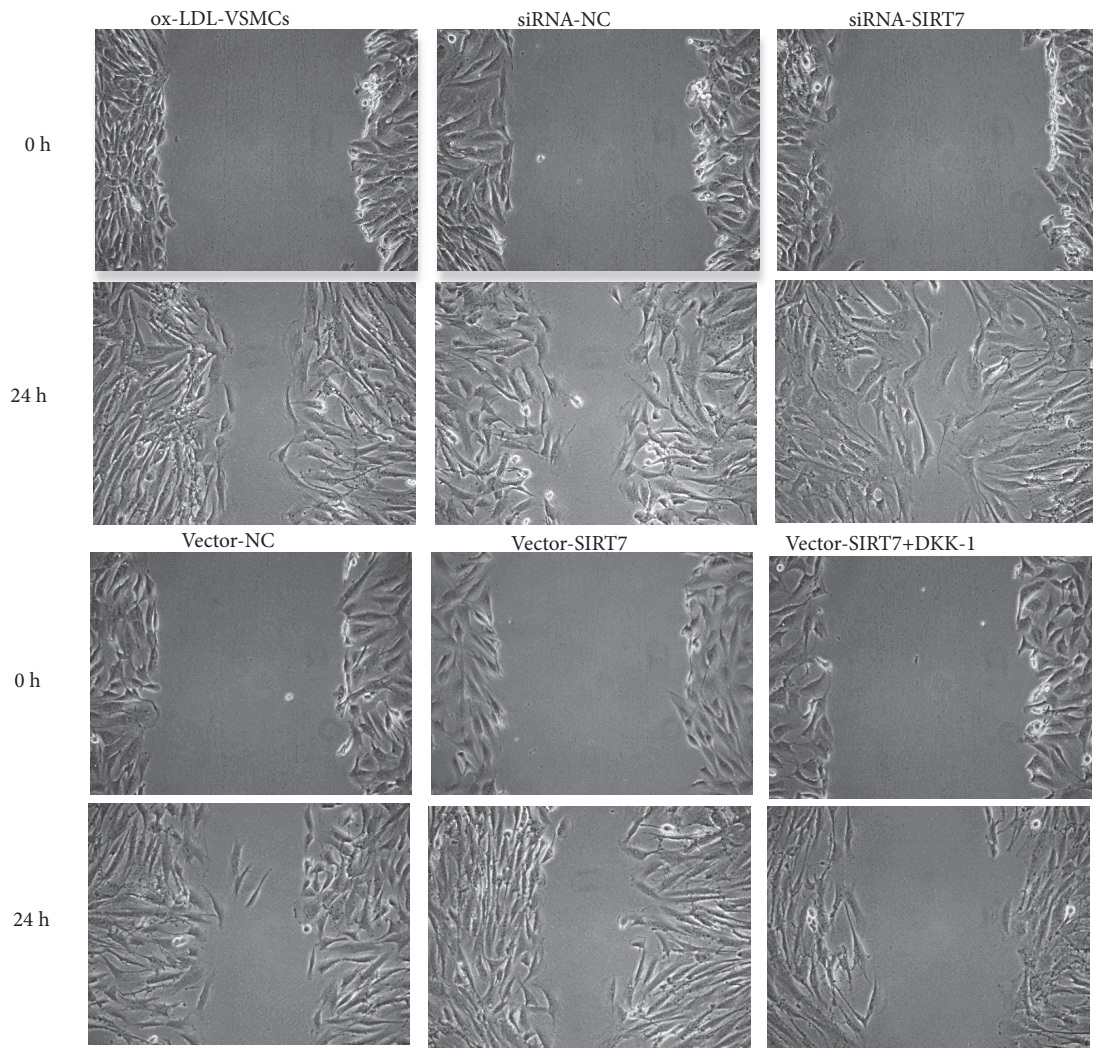 ox-LDL-VSMCs siRNA-NC siRNA-SIRT7
0 h
24 h
Vector-NC Vector-SIRT7 Vector-SIRT7+DKK-1
0 h
24 h